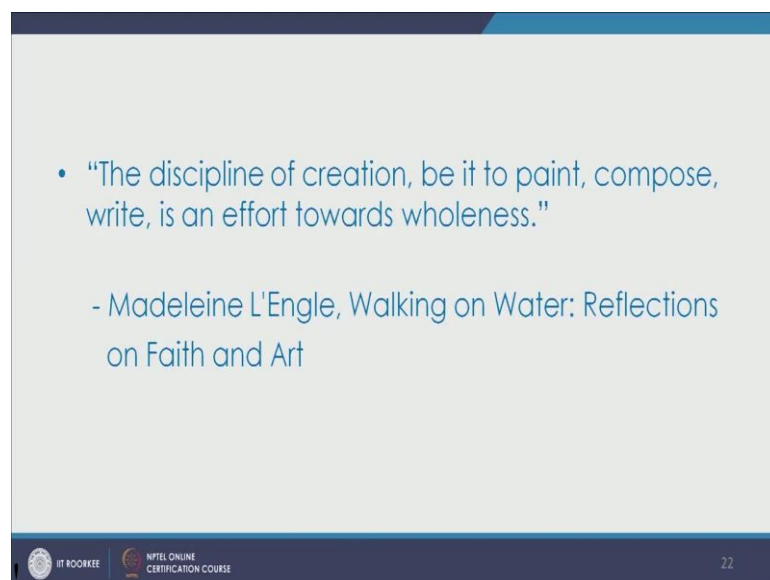 • “The discipline of creation, be it to paint, compose,
write, is an effort towards wholeness.”
- Madeleine L'Engle, Walking on Water: Reflections
on Faith and Art
IIT ROORKEE
NPTEL ONLINE
CERTIFICATION COURSE
22